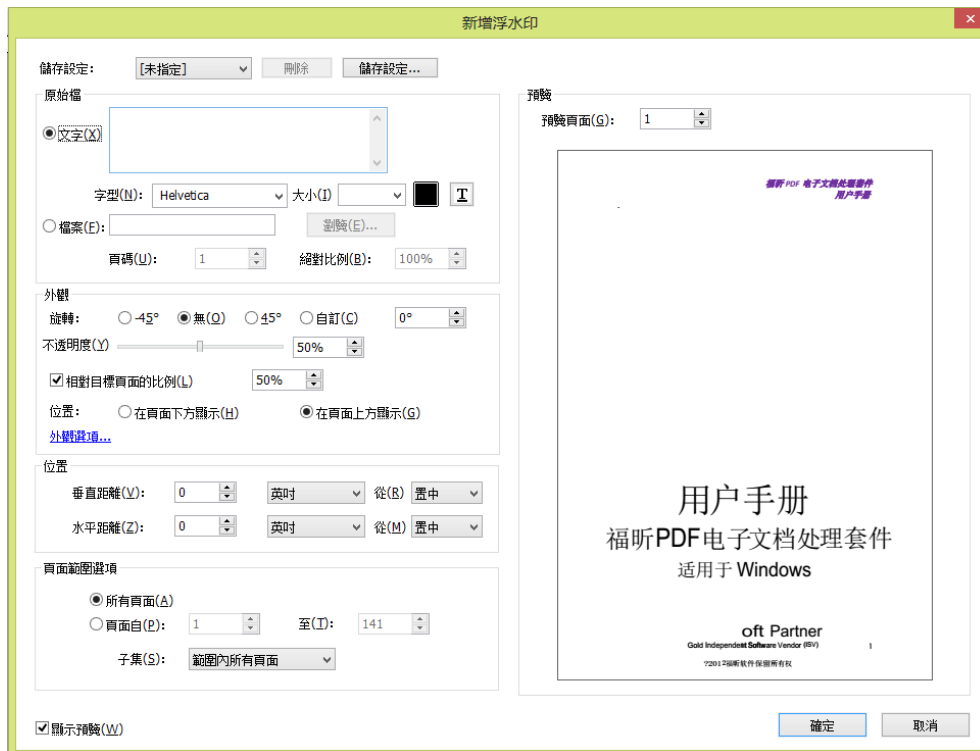 新增浮水印
儲存設定: [未指定] 刪除 儲存設定...
原始檔
文字(X)
字型(N): Helvetica 大小(I) T
檔案(F): 瀏覽(E)...
頁碼(U): 1 絕對比例(B): 100%
外觀
旋轉: -45° 無(O) 45° 自訂(C) 0°
不透明度(Y) 50%
相對目標頁面的比例(L) 50%
位置: 在頁面下方顯示(H) 在頁面上方顯示(G)
外觀選項...
位置
垂直距離(V): 0 英吋 從(R) 置中
水平距離(Z): 0 英吋 從(M) 置中
頁面範圍選項
所有頁面(A)
頁面自(P): 1 至(T): 141
子集(S): 範圍內所有頁面
顯示預覽(W)
預覽
預覽頁面(G): 1
福昕 PDF 电子文档处理套件
用户手册
用户手册
福昕PDF电子文档处理套件
适用于 Windows
oft Partner
Gold Independent Software Vendor (ISV) 1
?2012福昕软件保留所有权
確定 取消